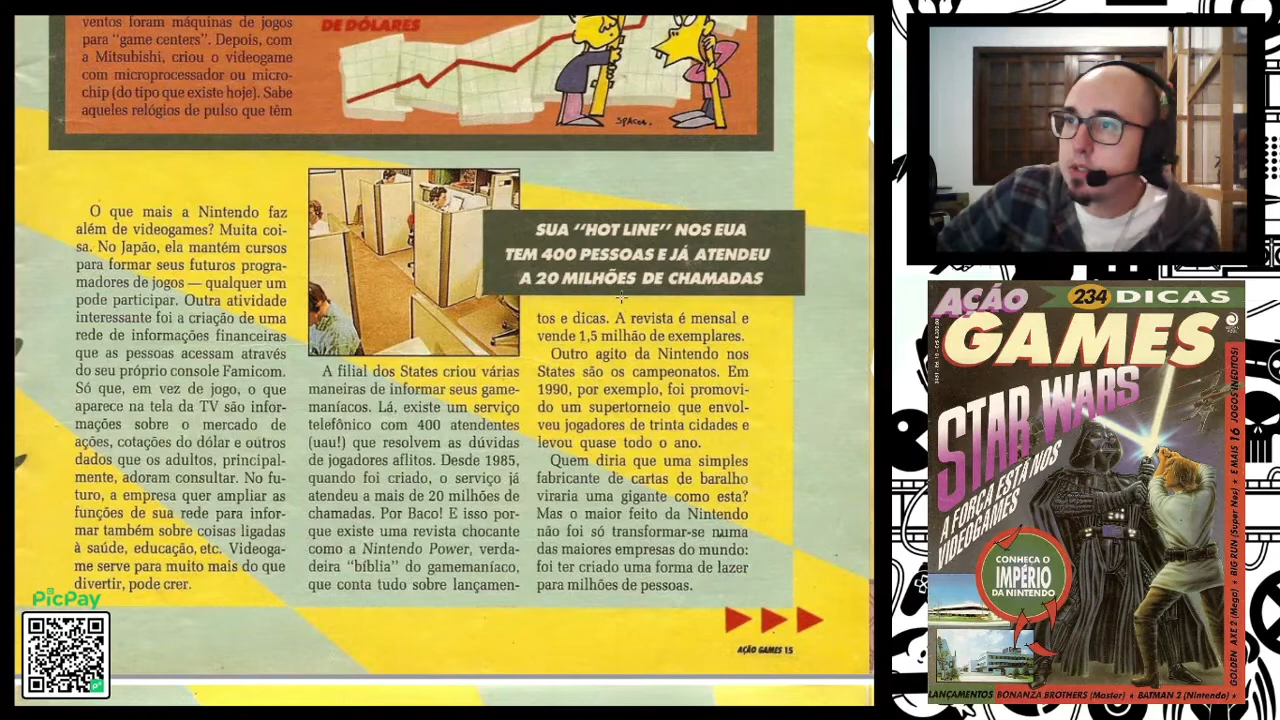 ventos foram máquinas de jogos
para "game centers". Depois, com
a Mitsubishi, criou o videogame
com microprocessador ou micro-
chip (do tipo que existe hoje). Sabe
aqueles relógios de pulso que têm
DE DÓLARES
SPACCA.
O que mais a Nintendo faz
além de videogames? Muita coi-
sa. No Japão, ela mantém cursos
para formar seus futuros progra-
madores de jogos — qualquer um
pode participar. Outra atividade
interessante foi a criação de uma
rede de informações financeiras
que as pessoas acessam através
do seu próprio console Famicom.
Só que, em vez de jogo, o que
aparece na tela da TV são infor-
mações sobre o mercado de
ações, cotações do dólar e outros
dados que os adultos, principal-
mente, adoram consultar. No fu-
turo, a empresa quer ampliar as
funções de sua rede para infor-
mar também sobre coisas ligadas
à saúde, educação, etc. Videoga-
me serve para muito mais do que
divertir, pode crer.
SUA "HOT LINE" NOS EUA
TEM 400 PESSOAS E JÁ ATENDEU
A 20 MILHÕES DE CHAMADAS
A filial dos States criou várias
maneiras de informar seus game-
maníacos. Lá, existe um serviço
telefônico com 400 atendentes
(uau!) que resolvem as dúvidas
de jogadores aflitos. Desde 1985,
quando foi criado, o serviço já
atendeu a mais de 20 milhões de
chamadas. Por Baco! E isso por-
que existe uma revista chocante
como a Nintendo Power, verda-
deira "bíblia" do gamemaníaco,
que conta tudo sobre lançamen-
tos e dicas. A revista é mensal e
vende 1,5 milhão de exemplares.
Outro agito da Nintendo nos
States são os campeonatos. Em
1990, por exemplo, foi promovi-
do um supertorneio que envol-
veu jogadores de trinta cidades e
levou quase todo o ano.
Quem diria que uma simples
fabricante de cartas de baralho
viraria uma gigante como esta?
Mas o maior feito da Nintendo
não foi só transformar-se numa
das maiores empresas do mundo:
foi ter criado uma forma de lazer
para milhões de pessoas.
AÇÃO GAMES 15
PicPay
AÇÃO
234 DICAS
GAMES
STAR WARS
A FORÇA ESTÁ NOS
VIDEOGAMES
CONHEÇA O
IMPÉRIO
DA NINTENDO
GOLDEN AXE 2 (Mega) ★ BIG RUN (Super Nes) ★ E MAIS 16 JOGOS INÉDITOS!
LANÇAMENTOS BONANZA BROTHERS (Master) ★ BATMAN 2 (Nintendo) ★